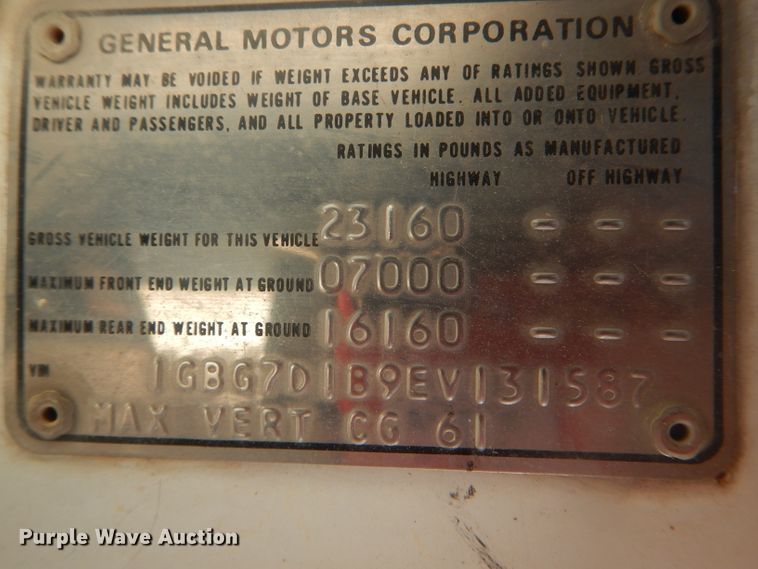 GENERAL MOTORS CORPORATION
WARRANTY MAY BE VOIDED IF WEIGHT EXCEEDS ANY OF RATINGS SHOWN. GROSS
VEHICLE WEIGHT INCLUDES WEIGHT OF BASE VEHICLE. ALL ADDED EQUIPMENT,
DRIVER AND PASSENGERS, AND ALL PROPERTY LOADED INTO OR ONTO VEHICLE.
RATINGS IN POUNDS AS MANUFACTURED
HIGHWAY OFF HIGHWAY
GROSS VEHICLE WEIGHT FOR THIS VEHICLE 23160 - - -
MAXIMUM FRONT END WEIGHT AT GROUND 07000 - - -
MAXIMUM REAR END WEIGHT AT GROUND 16160 - - -
VIN 1GBG7D1B9EV131587
MAX VERT CG 61
Purple Wave Auction